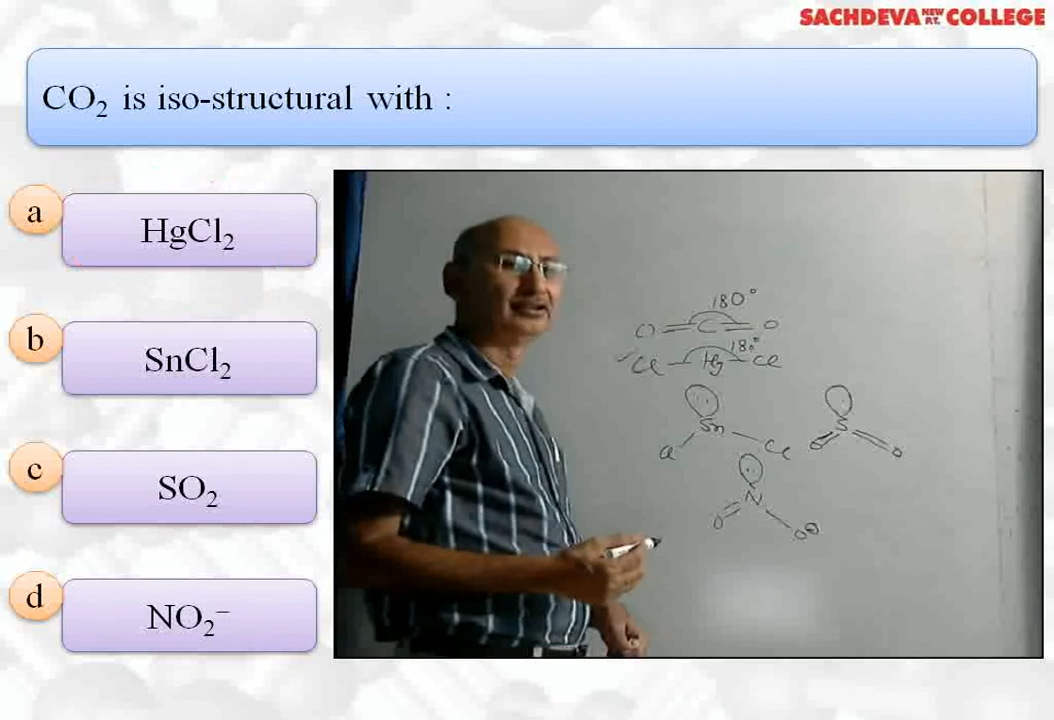 SACHDEVA NEW P.T. COLLEGE
CO₂ is iso-structural with :
a HgCl₂
b SnCl₂
c SO₂
d NO₂⁻
180°
O = C = O
180°
Cl – Hg – Cl
Sn
Cl Cl
S
O O
N
O O⊖